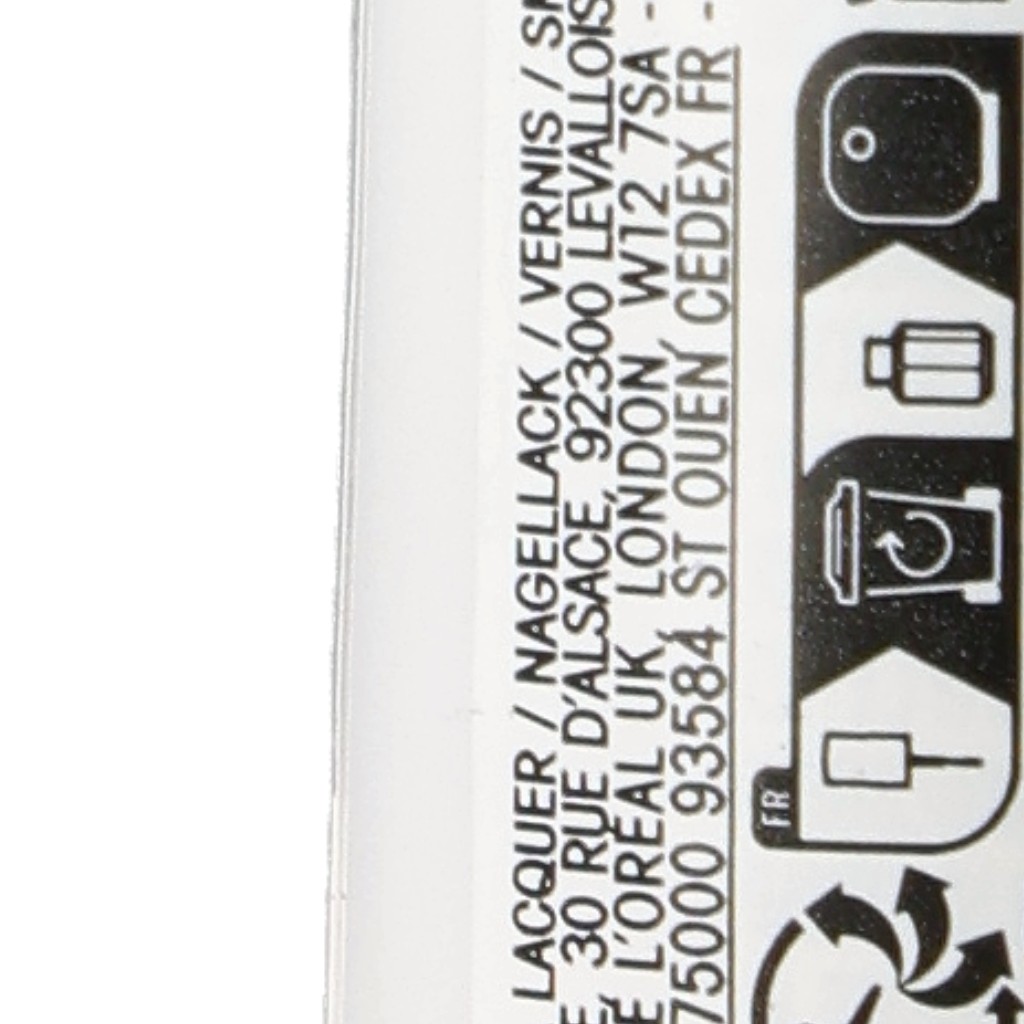 LACQUER / NAGELLACK / VERNIS /
30 RUE D'ALSACE, 92300 LEVALLOIS
L'ORÉAL UK, LONDON, W12 7SA -
75000 93584 ST OUEN CEDEX FR -
FR